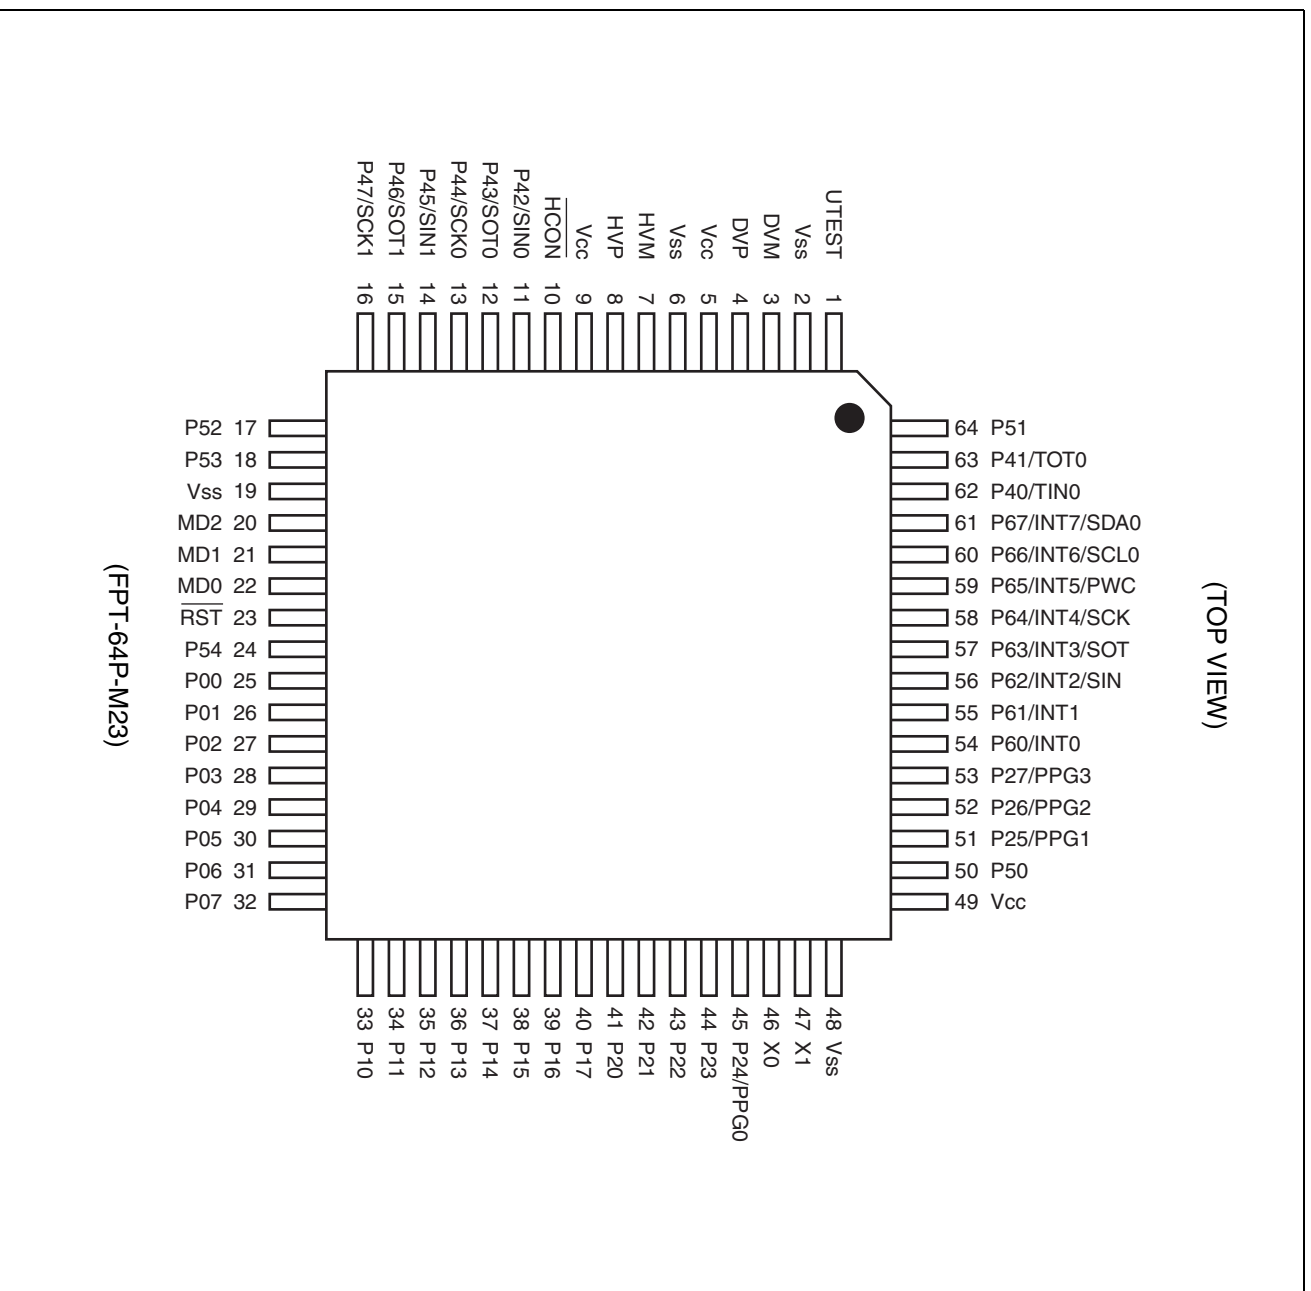 (TOP VIEW)
UTEST 1
Vss 2
DVM 3
DVP 4
Vcc 5
Vss 6
HVM 7
HVP 8
Vcc 9
HCON 10
P42/SIN0 11
P43/SOT0 12
P44/SCK0 13
P45/SIN1 14
P46/SOT1 15
P47/SCK1 16
P52 17
P53 18
Vss 19
MD2 20
MD1 21
MD0 22
RST 23
P54 24
P00 25
P01 26
P02 27
P03 28
P04 29
P05 30
P06 31
P07 32
33 P10
34 P11
35 P12
36 P13
37 P14
38 P15
39 P16
40 P17
41 P20
42 P21
43 P22
44 P23
45 P24/PPG0
46 X0
47 X1
48 Vss
64 P51
63 P41/TOT0
62 P40/TIN0
61 P67/INT7/SDA0
60 P66/INT6/SCL0
59 P65/INT5/PWC
58 P64/INT4/SCK
57 P63/INT3/SOT
56 P62/INT2/SIN
55 P61/INT1
54 P60/INT0
53 P27/PPG3
52 P26/PPG2
51 P25/PPG1
50 P50
49 Vcc
(FPT-64P-M23)